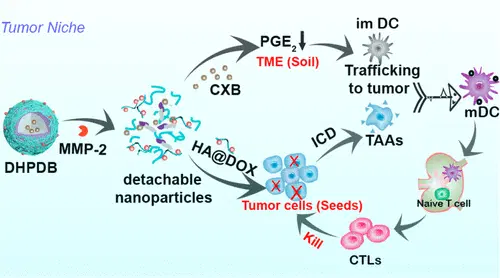 Tumor Niche
DHPDB
MMP-2
detachable
nanoparticles
CXB
PGE2
TME (Soil)
im DC
Trafficking
to tumor
mDC
HA@DOX
Tumor cells (Seeds)
ICD
TAAs
Naive T cell
CTLs
Kill